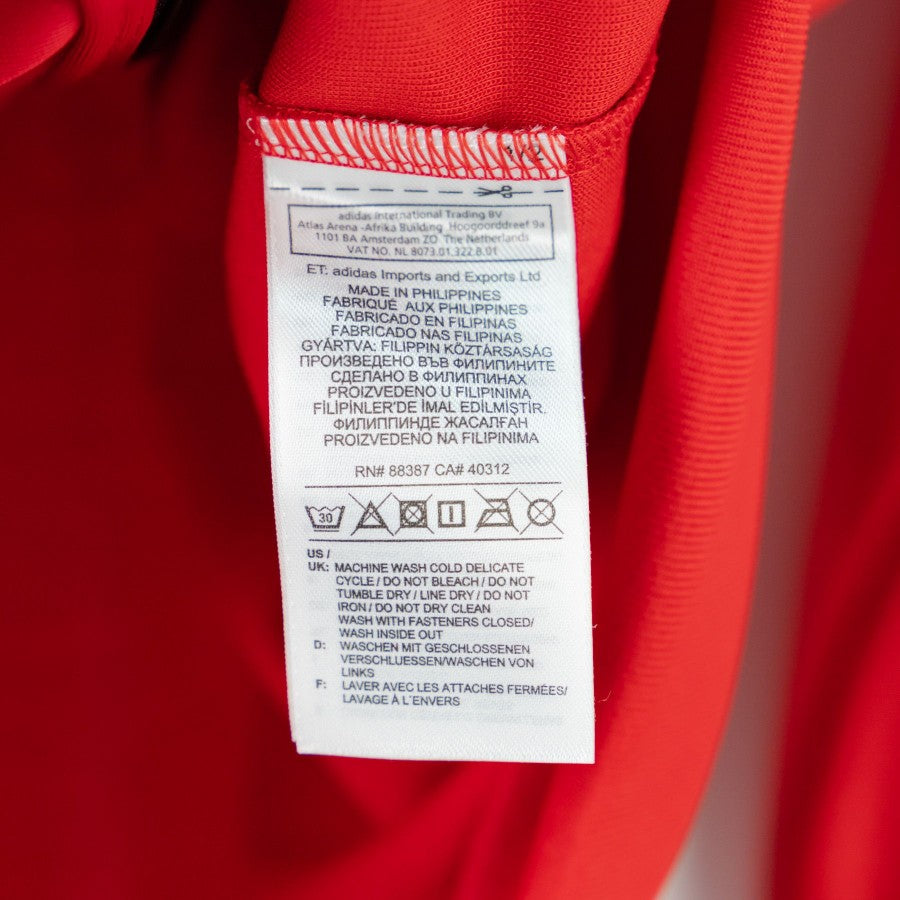 1/2
adidas International Trading BV
Atlas Arena -Afrika Building ,Hoogoorddreef 9a
1101 BA Amsterdam ZO The Netherlands
VAT NO. NL 8073.01.322.B.01
ET: adidas Imports and Exports Ltd
MADE IN PHILIPPINES
FABRIQUÉ AUX PHILIPPINES
FABRICADO EN FILIPINAS
FABRICADO NAS FILIPINAS
GYÁRTVA: FILIPPIN KÖZTÁRSASÁG
ПРОИЗВЕДЕНО ВЪВ ФИЛИПИНИТЕ
СДЕЛАНО В ФИЛИППИНАХ
PROIZVEDENO U FILIPINIMA
FİLİPİNLER'DE İMAL EDİLMİŞTİR.
ФИЛИППИНДЕ ЖАСАЛҒАН
PROIZVEDENO NA FILIPINIMA
RN# 88387 CA# 40312
30
US /
UK: MACHINE WASH COLD DELICATE
CYCLE / DO NOT BLEACH / DO NOT
TUMBLE DRY / LINE DRY / DO NOT
IRON / DO NOT DRY CLEAN
WASH WITH FASTENERS CLOSED/
WASH INSIDE OUT
D: WASCHEN MIT GESCHLOSSENEN
VERSCHLUESSEN/WASCHEN VON
LINKS
F: LAVER AVEC LES ATTACHES FERMÉES/
LAVAGE À L´ENVERS